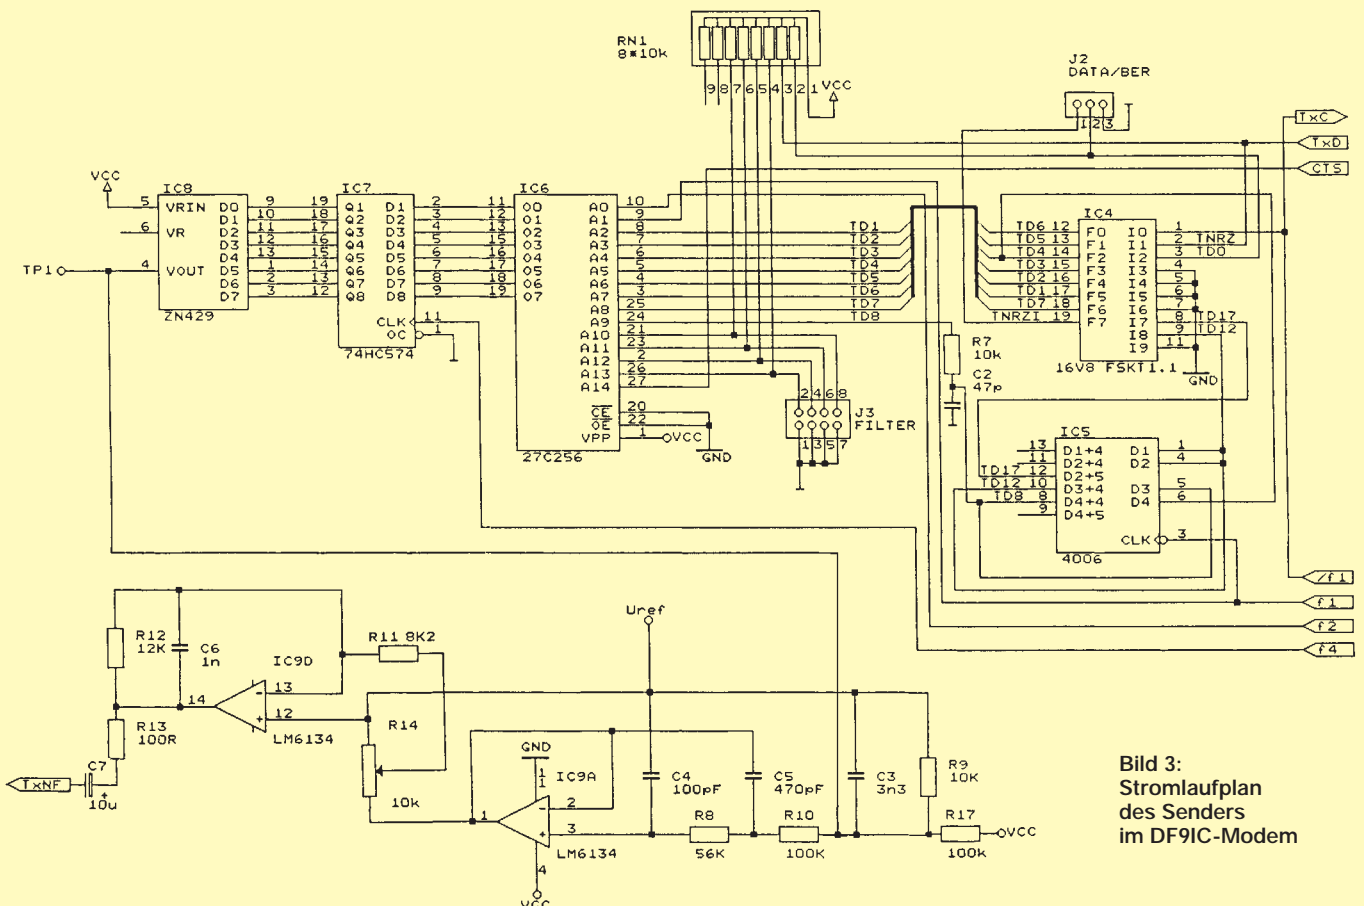 RN1
8*10k
9 8 7 6 5 4 3 2 1
VCC
J2
DATA/BER
1 2 3
TxC
TxD
CTS
VCC
IC8
5 VRIN D0 9
D1 10
6 VR D2 11
D3 12
D4 13
TP1 4 VOUT D5 1
D6 2
D7 3
ZN429
IC7
19 Q1 D1 2
18 Q2 D2 3
17 Q3 D3 4
16 Q4 D4 5
15 Q5 D5 6
14 Q6 D6 7
13 Q7 D7 8
12 Q8 D8 9
CLK 11
OC 1
74HC574
IC6
11 O0 A0 10
12 O1 A1 9
13 O2 A2 8
15 O3 A3 7
16 O4 A4 6
17 O5 A5 5
18 O6 A6 4
19 O7 A7 3
A8 25
A9 24
A10 21
A11 23
A12 2
A13 26
A14 27
CE 20
OE 22
VPP 1
VCC
GND
27C256
TD1
TD2
TD3
TD4
TD5
TD6
TD7
TD8
IC4
TD6 12 F0 I0 1
TD5 13 F1 I1 2 TNRZ
TD4 14 F2 I2 3 TD0
TD3 15 F3 I3 4
TD2 16 F4 I4 5
TD1 17 F5 I5 6
TD7 18 F6 I6 7
TNRZI 19 F7 I7 8 TD17
I8 9 TD12
I9 11
16V8 FSKT1.1
GND
R7
10k
C2
47p
2 4 6 8
J3
FILTER
1 3 5 7
IC5
13 D1+4 D1 1
11 D2+4 D2 4
TD17 12 D2+5
TD12 10 D3+4 D3 5
TD8 8 D4+4 D4 6
9 D4+5
CLK 3
4006
/f1
f1
f2
f4
Uref
R12
12K
C6
1n
R11 8K2
IC9D
14
13
12
-
+
LM6134
R13
100R
C7
+
10u
TxNF
R14
10k
GND
11
IC9A
1
2
3
-
+
LM6134
4
VCC
C4
100pF
C5
470pF
C3
3n3
R9
10K
R8
56K
R10
100K
R17
100k
VCC
Bild 3:
Stromlaufplan
des Senders
im DF9IC-Modem